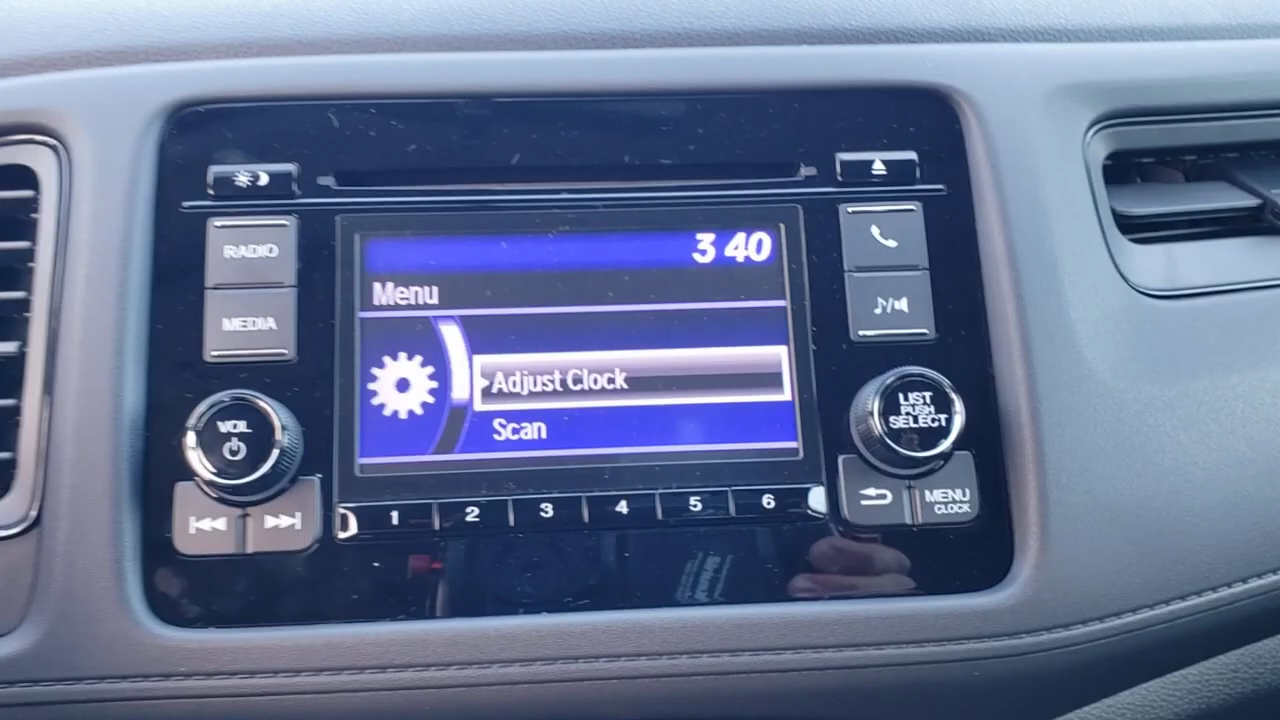 3 40
RADIO
Menu
MEDIA
Adjust Clock
LIST
PUSH
SELECT
VOL
Scan
1 2 3 4 5 6
MENU
CLOCK